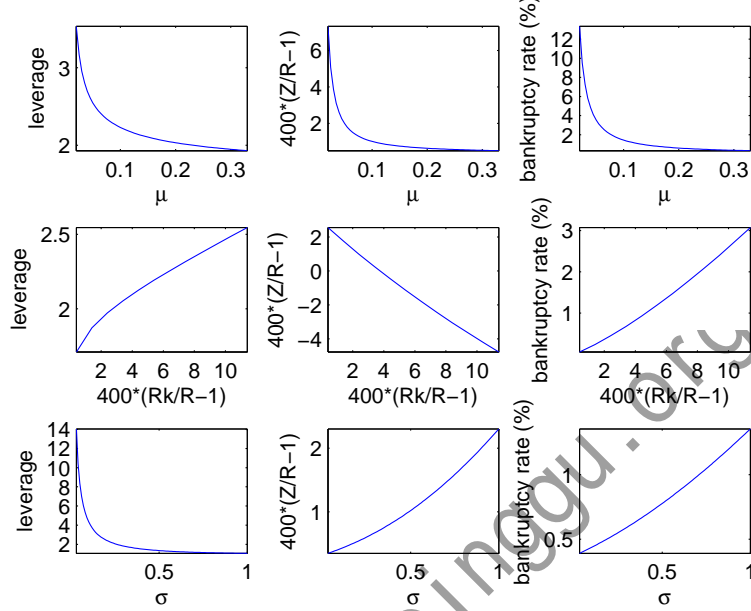 leverage
3
2
0.1 0.2 0.3
μ
400*(Z/R−1)
6
4
2
0.1 0.2 0.3
μ
bankruptcy rate (%)
12
10
8
6
4
2
0.1 0.2 0.3
μ
leverage
2.5
2
2 4 6 8 10
400*(Rk/R−1)
400*(Z/R−1)
2
0
−2
−4
2 4 6 8 10
400*(Rk/R−1)
bankruptcy rate (%)
3
2
1
2 4 6 8 10
400*(Rk/R−1)
leverage
14
12
10
8
6
4
2
0.5 1
σ
400*(Z/R−1)
2
1
0.5 1
σ
bankruptcy rate (%)
1
0.5
0.5 1
σ
inggu.org